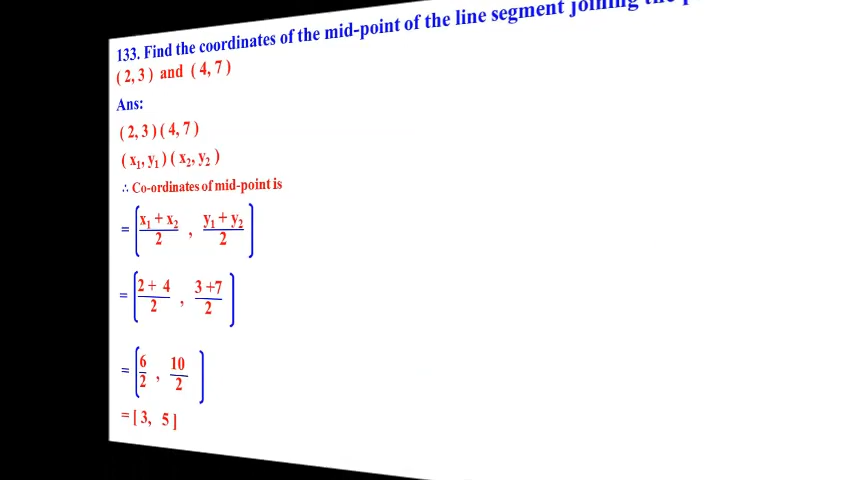 133. Find the coordinates of the mid-point of the line segment joining the
( 2, 3 ) and ( 4, 7 )
Ans:
( 2, 3 ) ( 4, 7 )
( x₁, y₁ ) ( x₂, y₂ )
∴ Co-ordinates of mid-point is
= [ x₁ + x₂ / 2 , y₁ + y₂ / 2 ]
= [ 2 + 4 / 2 , 3 +7 / 2 ]
= [ 6 / 2 , 10 / 2 ]
= [ 3, 5 ]